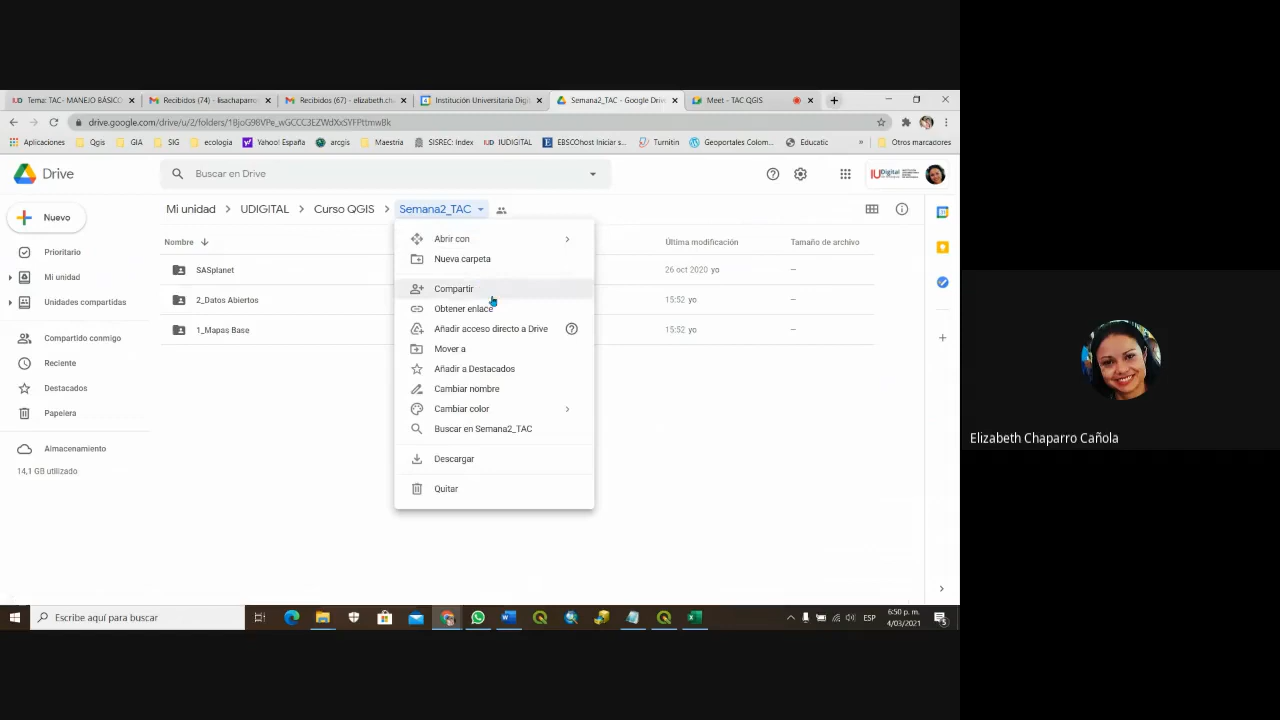 Tema: TAC- MANEJO BÁSICO
Recibidos (74) - lisachaparro
Recibidos (67) - elizabeth.ch
Institución Universitaria Digi
Semana2_TAC - Google Driv
Meet - TAC QGIS
drive.google.com/drive/u/2/folders/
Aplicaciones
Qgis
GIA
SIG
ecologia
Yahoo! España
arcgis
Maestria
SISREC: Index
IUDIGITAL
EBSCOhost Iniciar s...
Turnitin
Geoportales Colom...
Educatic
»
Otros marcadores
Drive
Buscar en Drive
IUDigital
Nuevo
Mi unidad > UDIGITAL > Curso QGIS > Semana2_TAC
Nombre
Última modificación
Tamaño de archivo
Prioritario
Mi unidad
Unidades compartidas
Compartido conmigo
Reciente
Destacados
Papelera
Almacenamiento
14,1 GB utilizado
SASplanet
26 oct 2020 yo
–
2_Datos Abiertos
15:52 yo
–
1_Mapas Base
15:52 yo
–
Abrir con
Nueva carpeta
Compartir
Obtener enlace
Añadir acceso directo a Drive
Mover a
Añadir a Destacados
Cambiar nombre
Cambiar color
Buscar en Semana2_TAC
Descargar
Quitar
Elizabeth Chaparro Cañola
Escribe aquí para buscar
ESP
6:50 p. m.
4/03/2021